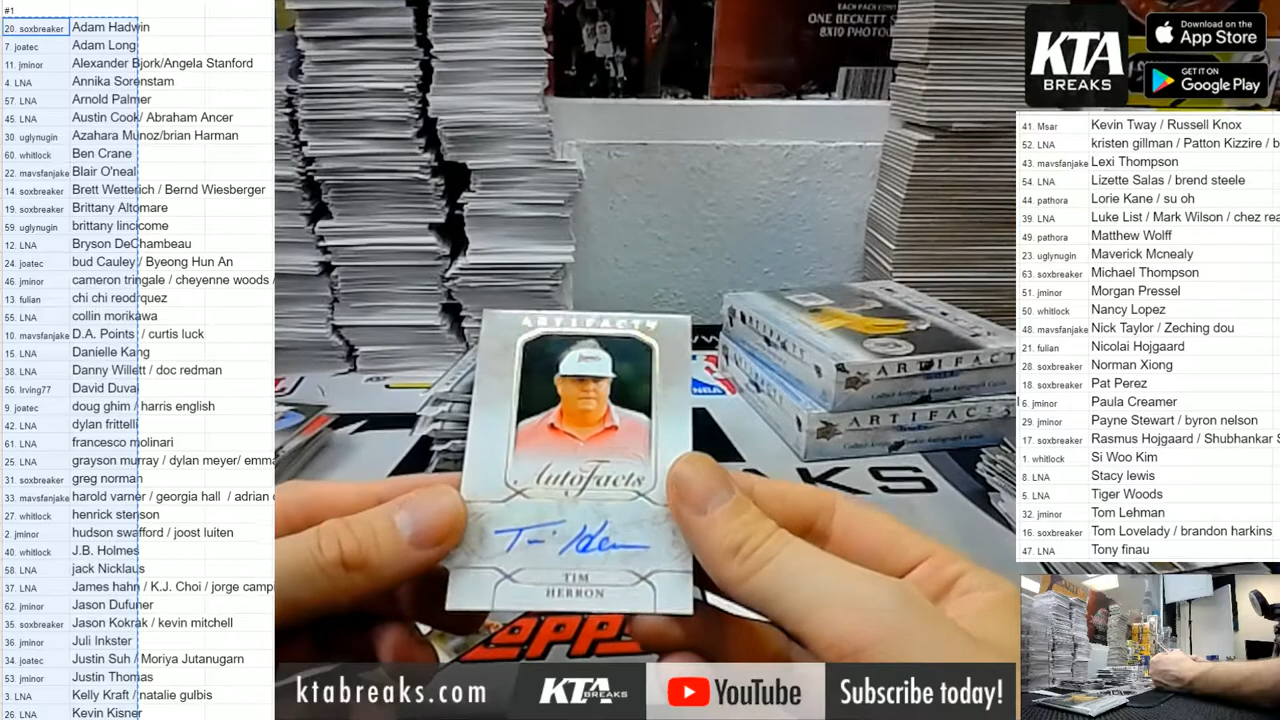 #1
20. soxbreaker Adam Hadwin
7. joatec Adam Long
11. jminor Alexander Bjork/Angela Stanford
4. LNA Annika Sorenstam
57. LNA Arnold Palmer
45. LNA Austin Cook/ Abraham Ancer
30. uglynugin Azahara Munoz/brian Harman
60. whitlock Ben Crane
22. mavsfanjake Blair O'neal
14. soxbreaker Brett Wetterich / Bernd Wiesberger
19. soxbreaker Brittany Altomare
59. uglynugin brittany lincicome
12. LNA Bryson DeChambeau
24. joatec bud Cauley / Byeong Hun An
46. jminor cameron tringale / cheyenne woods /
13. fulian chi chi reodrquez
55. LNA collin morikawa
10. mavsfanjake D.A. Points / curtis luck
15. LNA Danielle Kang
38. LNA Danny Willett / doc redman
56. Irving77 David Duval
9. joatec doug ghim / harris english
42. LNA dylan frittelli
61. LNA francesco molinari
25. LNA grayson murray / dylan meyer/ emma
31. soxbreaker greg norman
33. mavsfanjake harold varner / georgia hall / adrian
27. whitlock henrick stenson
2. jminor hudson swafford / joost luiten
40. whitlock J.B. Holmes
58. LNA jack Nicklaus
37. LNA James hahn / K.J. Choi / jorge campi
62. jminor Jason Dufuner
35. soxbreaker Jason Kokrak / kevin mitchell
36. jminor Juli Inkster
34. joatec Justin Suh / Moriya Jutanugarn
53. jminor Justin Thomas
3. LNA Kelly Kraft / natalie gulbis
26. LNA Kevin Kisner
EACH PACK CONTA
ONE BECKETT S
8X10 PHOTO
KTA
BREAKS
Download on the
App Store
GET IT ON
Google Play
41. Msar Kevin Tway / Russell Knox
52. LNA kristen gillman / Patton Kizzire / b
43. mavsfanjake Lexi Thompson
54. LNA Lizette Salas / brend steele
44. pathora Lorie Kane / su oh
39. LNA Luke List / Mark Wilson / chez rea
49. pathora Matthew Wolff
23. uglynugin Maverick Mcnealy
63. soxbreaker Michael Thompson
51. jminor Morgan Pressel
50. whitlock Nancy Lopez
48. mavsfanjake Nick Taylor / Zeching dou
21. fulian Nicolai Hojgaard
28. soxbreaker Norman Xiong
18. soxbreaker Pat Perez
6. jminor Paula Creamer
29. jminor Payne Stewart / byron nelson
17. soxbreaker Rasmus Hojgaard / Shubhankar S
1. whitlock Si Woo Kim
8. LNA Stacy lewis
5. LNA Tiger Woods
32. jminor Tom Lehman
16. soxbreaker Tom Lovelady / brandon harkins
47. LNA Tony finau
ARTIFACTS
AutoFacts
TIM
HERRON
ARTIFACTS
ARTIFACTS
NBA
KS
TOPPS
ktabreaks.com
KTA
BREAKS
YouTube
Subscribe today!